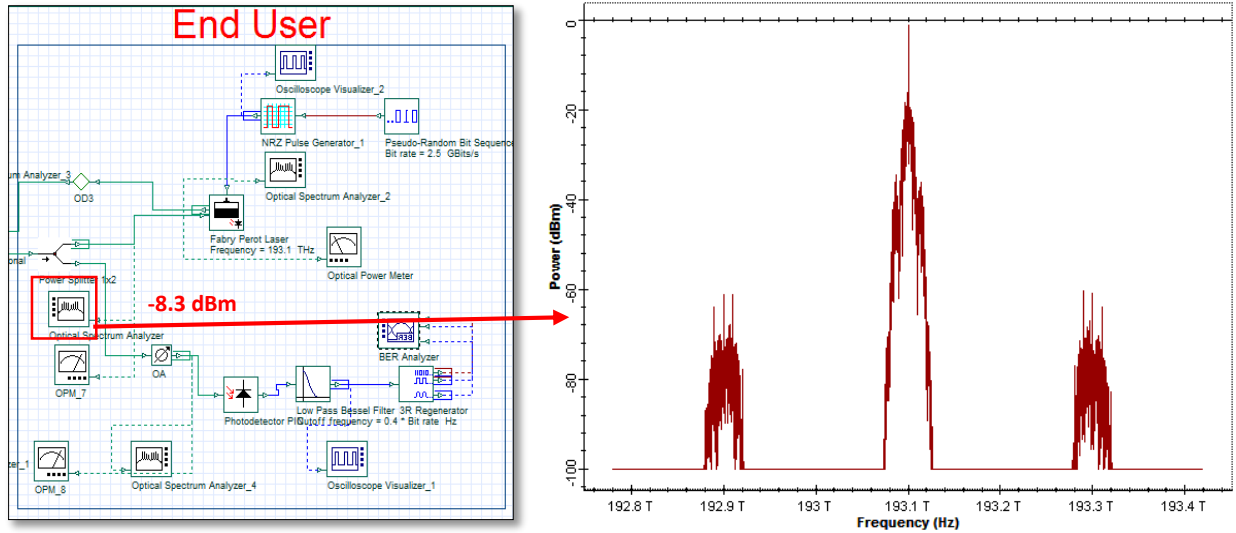 End User
Oscilloscope Visualizer_2
NRZ Pulse Generator_1
Pseudo-Random Bit Sequence
Bit rate = 2.5 GBits/s
um Analyzer_3
OD3
Optical Spectrum Analyzer_2
Fabry Perot Laser
Frequency = 193.1 THz
onal
Power Splitter 1x2
Optical Power Meter
-8.3 dBm
Optical Spectrum Analyzer
BER Analyzer
OPM_7
OA
Photodetector PIN
Low Pass Bessel Filter
Cutoff frequency = 0.4 * Bit rate Hz
3R Regenerator
zer_1
OPM_8
Optical Spectrum Analyzer_4
Oscilloscope Visualizer_1
Power (dBm)
0
-20
-40
-60
-80
-100
192.8 T
192.9 T
193 T
193.1 T
193.2 T
193.3 T
193.4 T
Frequency (Hz)